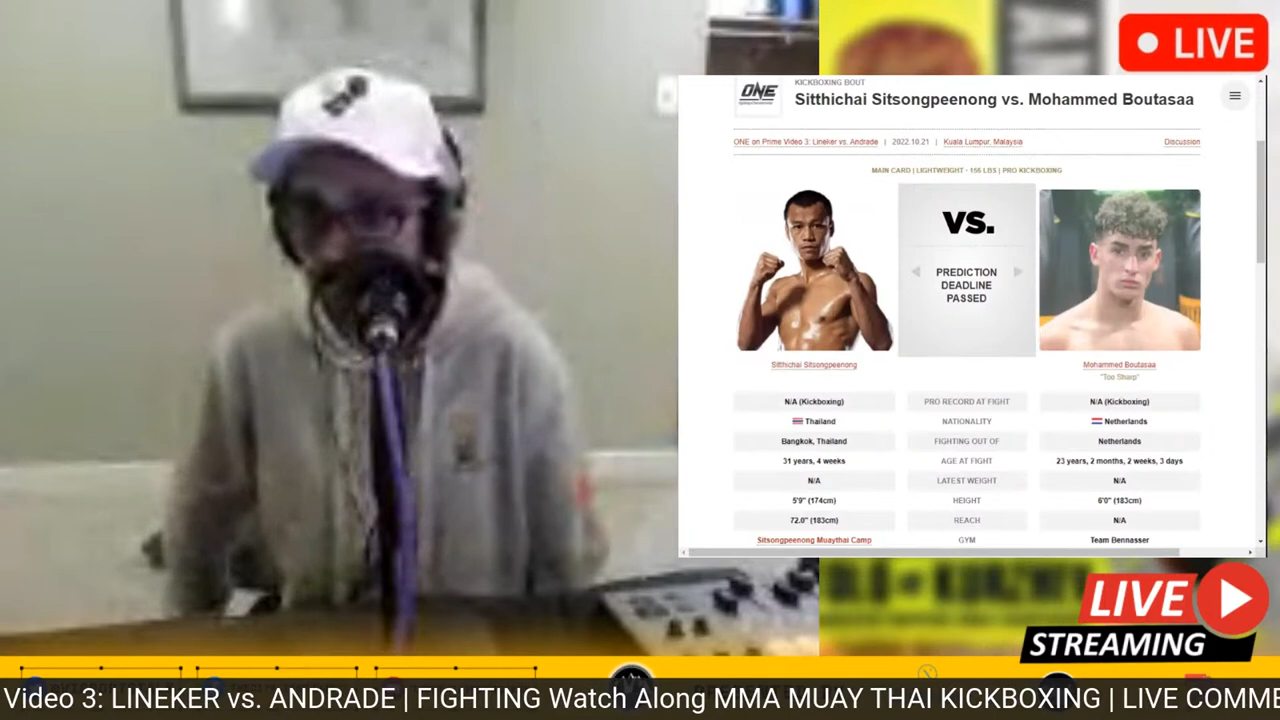 LIVE
KICKBOXING BOUT
ONE
Sitthichai Sitsongpeenong vs. Mohammed Boutasaa
ONE on Prime Video 3: Lineker vs. Andrade | 2022.10.21 | Kuala Lumpur, Malaysia Discussion
MAIN CARD | LIGHTWEIGHT · 155 LBS | PRO KICKBOXING
VS.
PREDICTION
DEADLINE
PASSED
Sitthichai Sitsongpeenong Mohammed Boutasaa
"Too Sharp"
N/A (Kickboxing) PRO RECORD AT FIGHT N/A (Kickboxing)
Thailand NATIONALITY Netherlands
Bangkok, Thailand FIGHTING OUT OF Netherlands
31 years, 4 weeks AGE AT FIGHT 23 years, 2 months, 2 weeks, 3 days
N/A LATEST WEIGHT N/A
5'9" (174cm) HEIGHT 6'0" (183cm)
72.0" (183cm) REACH N/A
Sitsongpeenong Muaythai Camp GYM Team Bennasser
LIVE
STREAMING
Video 3: LINEKER vs. ANDRADE | FIGHTING Watch Along MMA MUAY THAI KICKBOXING | LIVE COMME